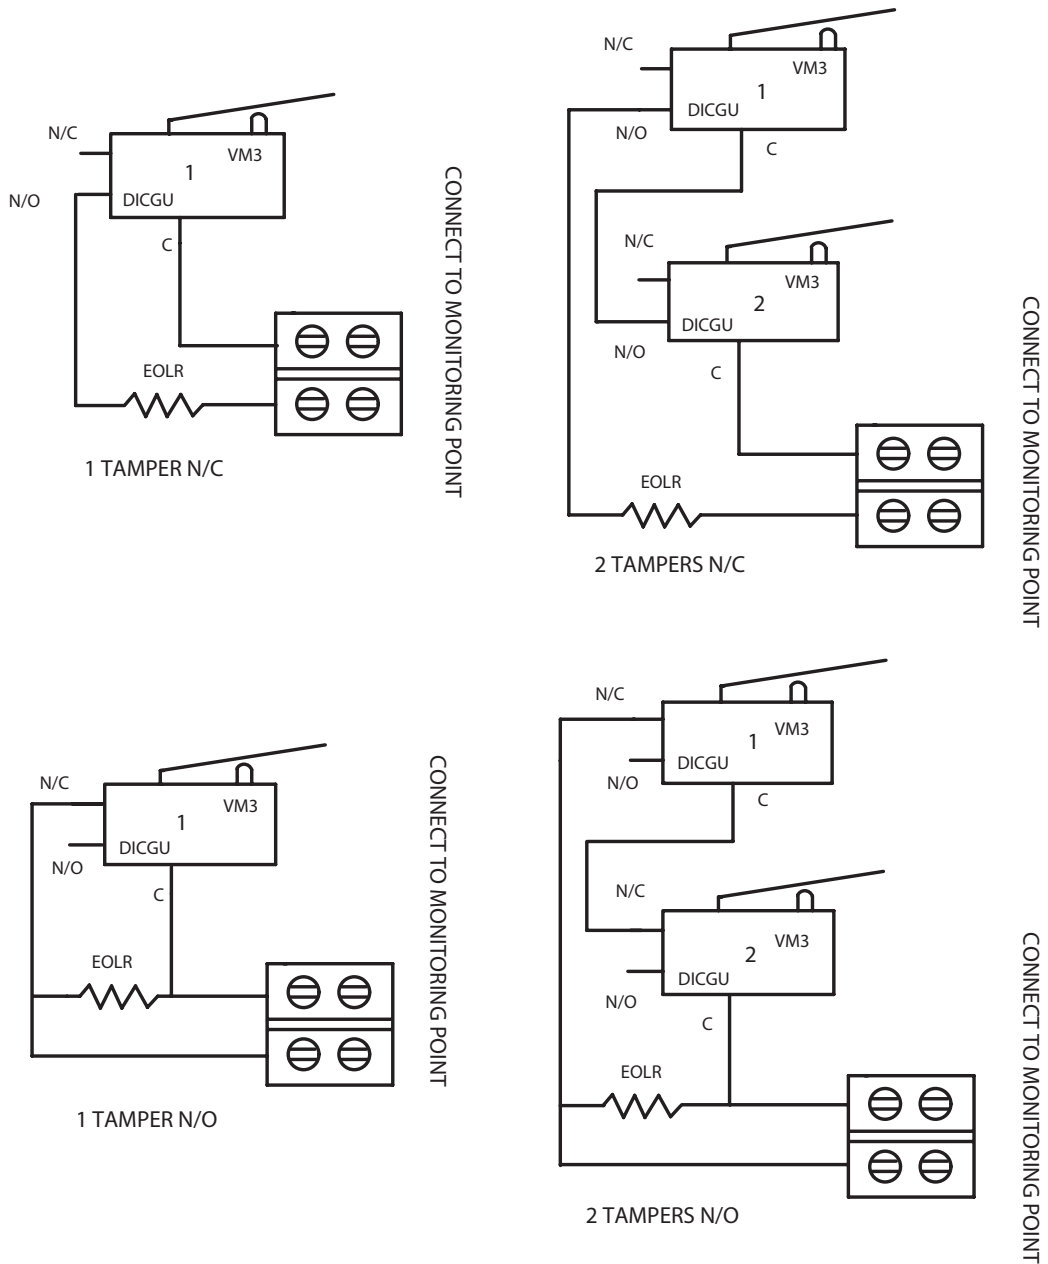 N/C
VM3
1
N/O
DICGU
C
EOLR
1 TAMPER N/C
CONNECT TO MONITORING POINT
N/C
VM3
1
DICGU
N/O
C
N/C
VM3
2
DICGU
N/O
C
EOLR
2 TAMPERS N/C
CONNECT TO MONITORING POINT
N/C
VM3
1
DICGU
N/O
C
EOLR
1 TAMPER N/O
CONNECT TO MONITORING POINT
N/C
VM3
1
DICGU
N/O
C
N/C
VM3
2
DICGU
N/O
C
EOLR
2 TAMPERS N/O
CONNECT TO MONITORING POINT